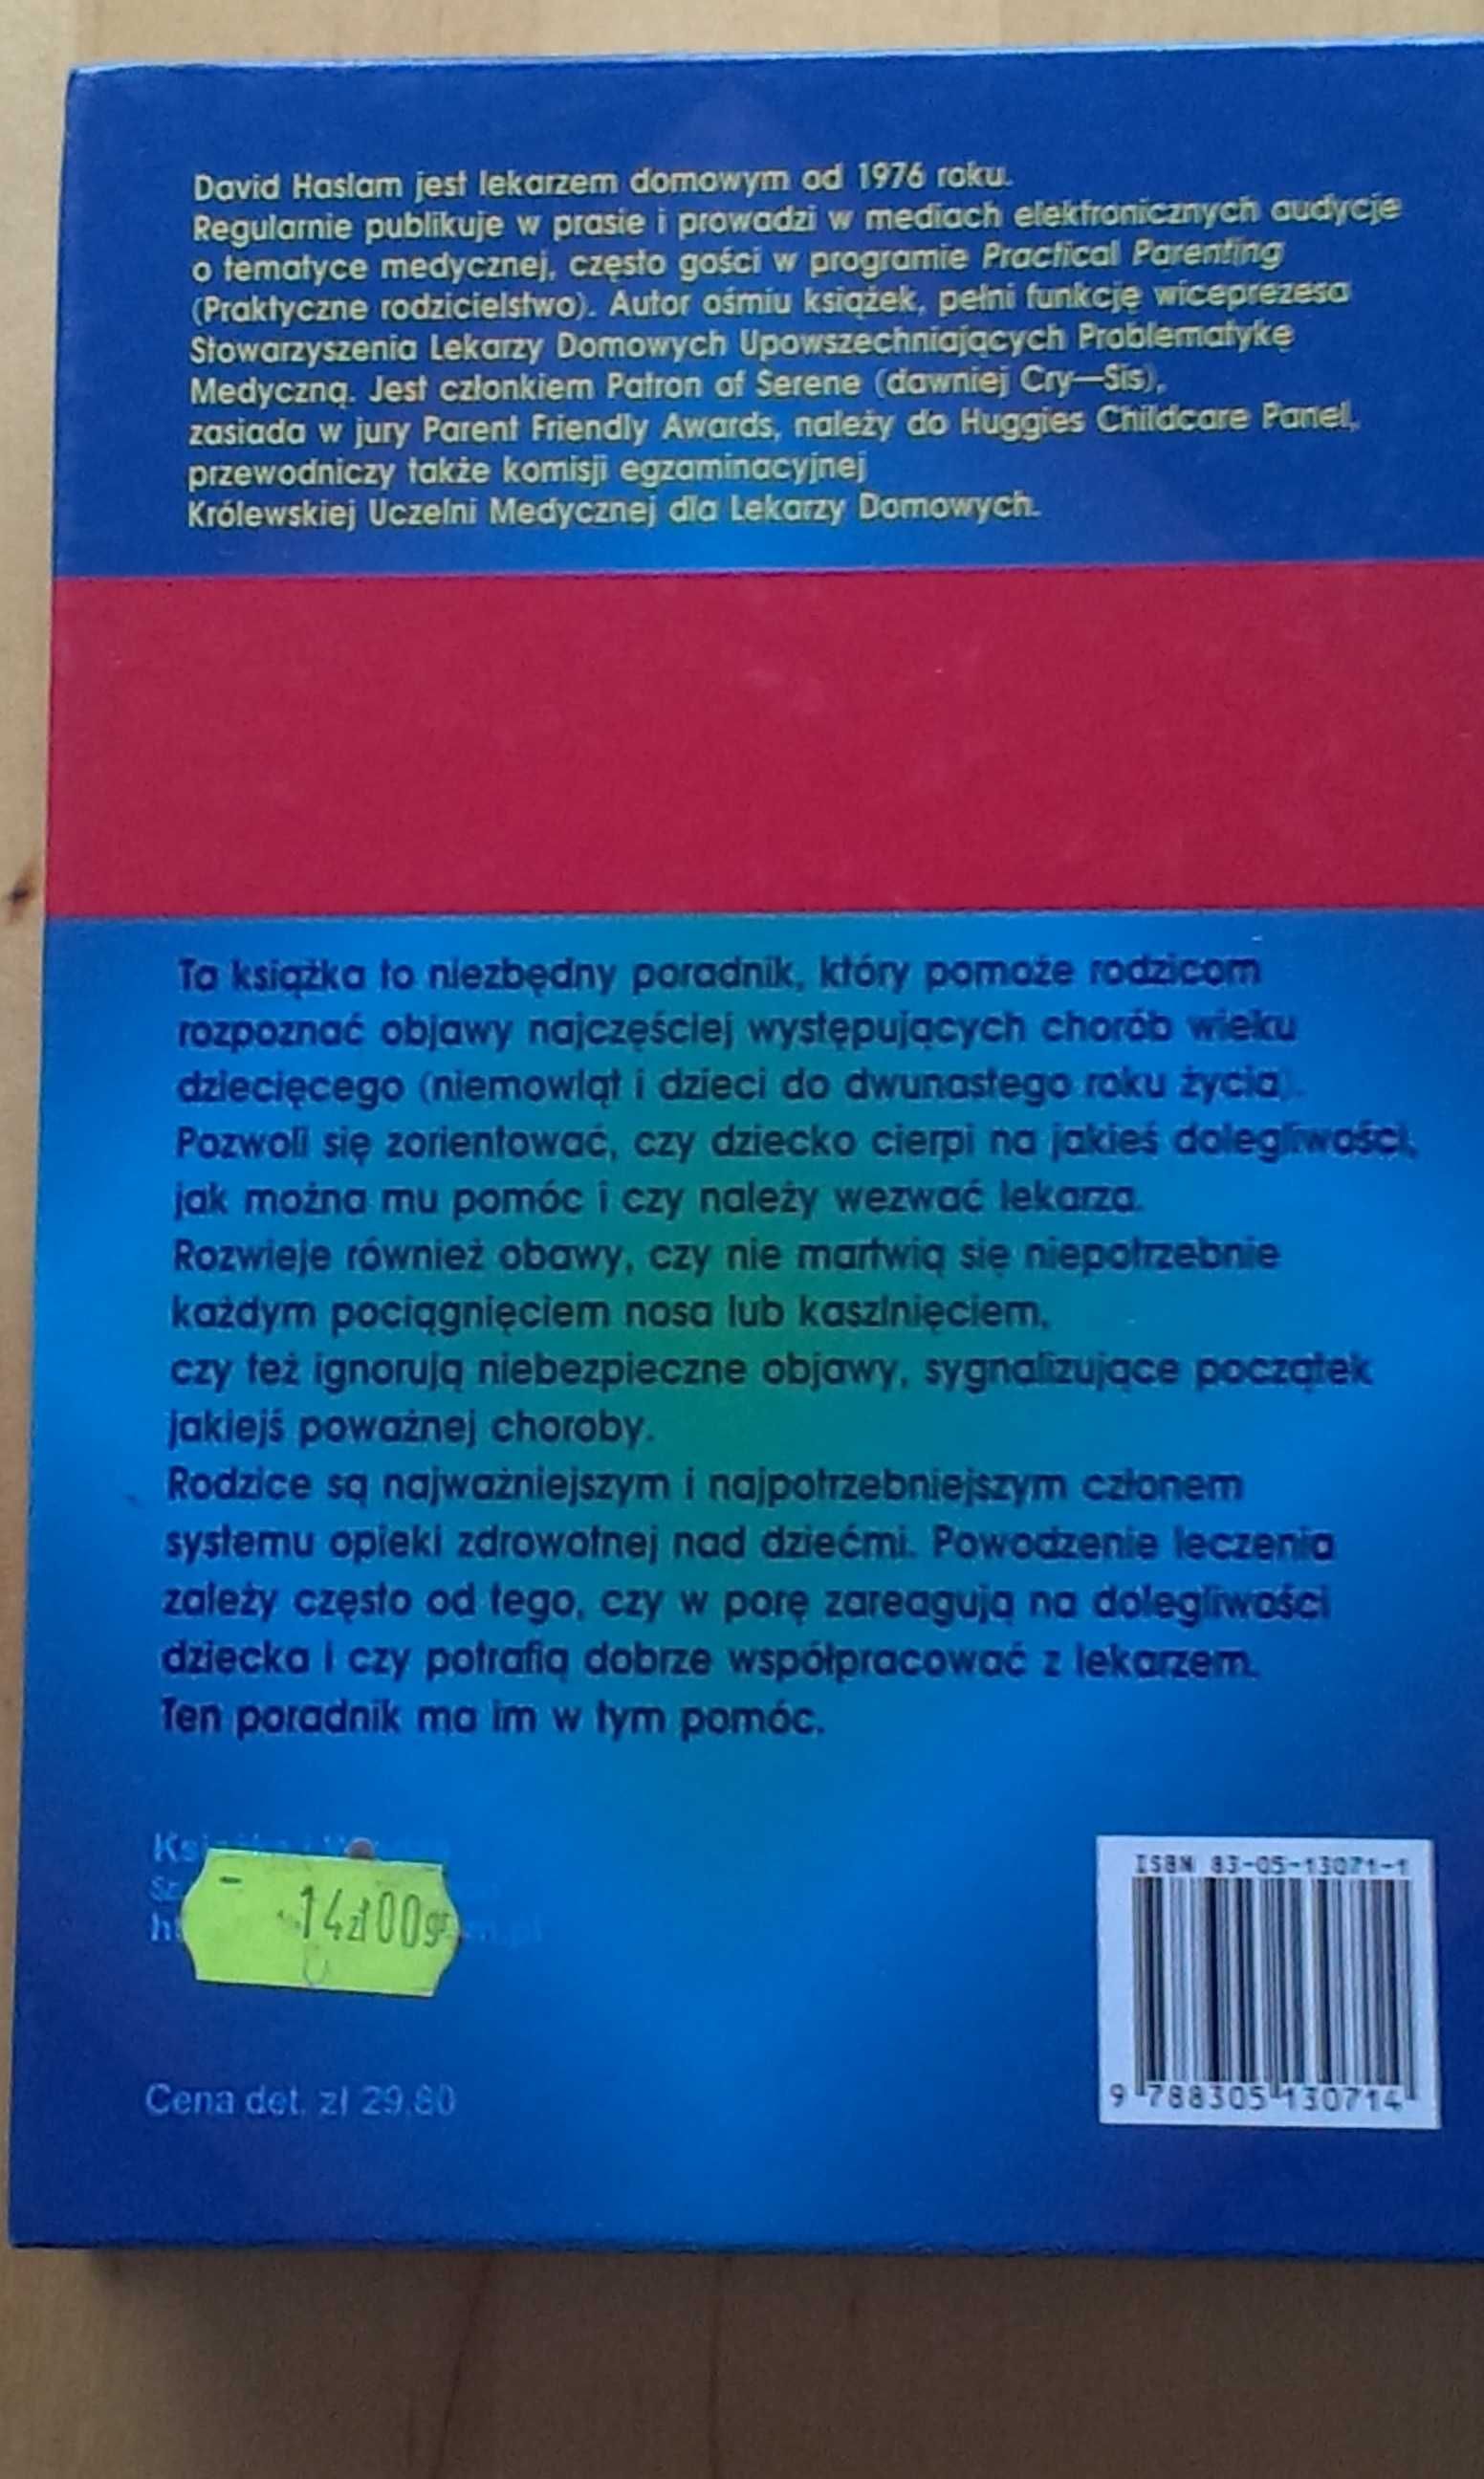 David Haslam jest lekarzem domowym od 1976 roku.
Regularnie publikuje w prasie i prowadzi w mediach elektronicznych audycje
o tematyce medycznej, często gości w programie Practical Parenting
(Praktyczne rodzicielstwo). Autor ośmiu książek, pełni funkcję wiceprezesa
Stowarzyszenia Lekarzy Domowych Upowszechniających Problematykę
Medyczną. Jest członkiem Patron of Serene (dawniej Cry—Sis),
zasiada w jury Parent Friendly Awards, należy do Huggies Childcare Panel,
przewodniczy także komisji egzaminacyjnej
Królewskiej Uczelni Medycznej dla Lekarzy Domowych.
Ta książka to niezbędny poradnik, który pomoże rodzicom
rozpoznać objawy najczęściej występujących chorób wieku
dziecięcego (niemowląt i dzieci do dwunastego roku życia).
Pozwoli się zorientować, czy dziecko cierpi na jakieś dolegliwości,
jak można mu pomóc i czy należy wezwać lekarza.
Rozwieje również obawy, czy nie martwią się niepotrzebnie
każdym pociągnięciem nosa lub kaszlnięciem,
czy też ignorują niebezpieczne objawy, sygnalizujące początek
jakiejś poważnej choroby.
Rodzice są najważniejszym i najpotrzebniejszym członem
systemu opieki zdrowotnej nad dziećmi. Powodzenie leczenia
zależy często od tego, czy w porę zareagują na dolegliwości
dziecka i czy potrafią dobrze współpracować z lekarzem.
Ten poradnik ma im w tym pomóc.
14zł00gr
Cena det. zł 29,80
ISBN 83-05-13071-1
9 788305 130714